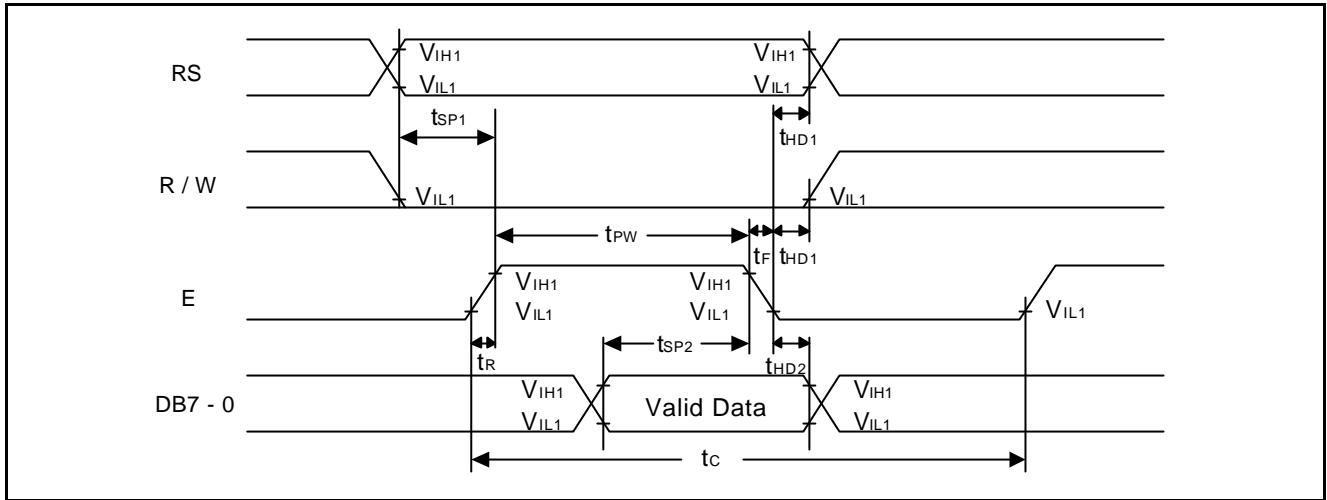 RS
VIH1 VIH1
VIL1 VIL1
tSP1 tHD1
R / W
VIL1 VIL1
tPW tF tHD1
E
VIH1 VIH1
VIL1 VIL1 VIL1
tR tSP2 tHD2
DB7 - 0
VIH1 Valid Data VIH1
VIL1 VIL1
tC